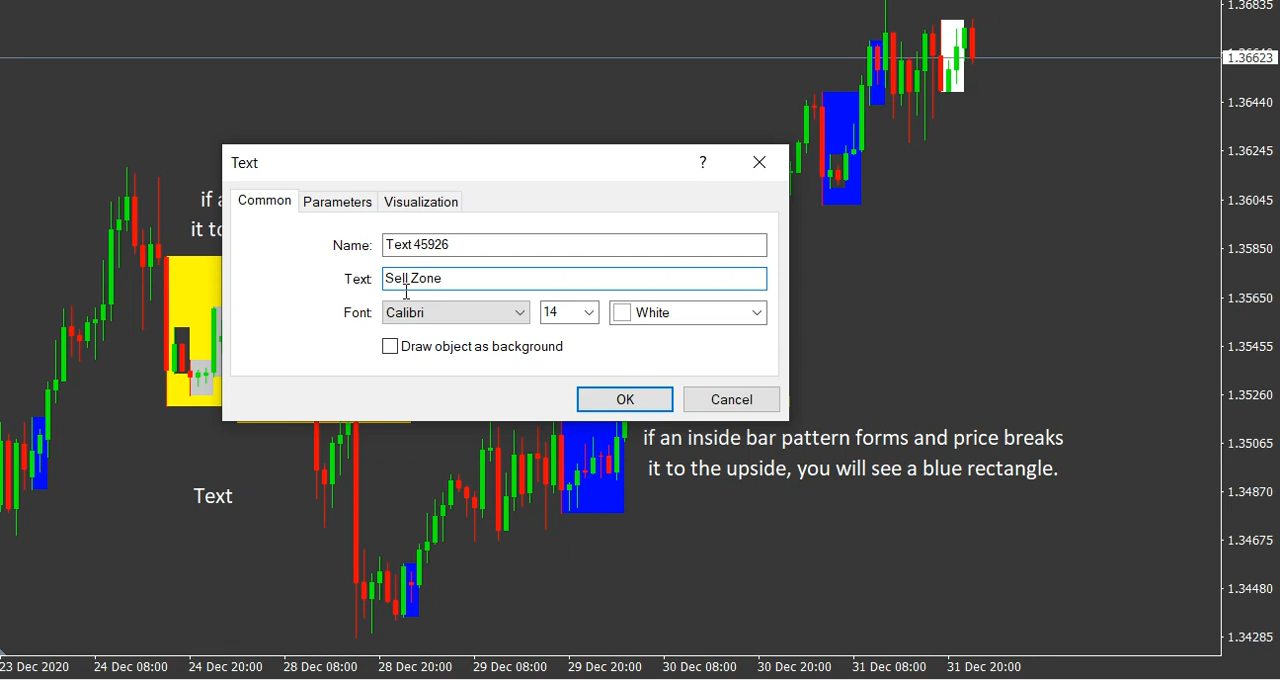 1.36835
1.36623
1.36440
1.36245
1.36045
1.35850
1.35650
1.35455
1.35260
1.35065
1.34870
1.34675
1.34480
1.34285
if
it to
Text
?
Common
Parameters
Visualization
Name:
Text 45926
Text
Sell Zone
Font
Calibri
14
White
Draw object as background
OK
Cancel
if an inside bar pattern forms and price breaks
it to the upside, you will see a blue rectangle.
Text
23 Dec 2020
24 Dec 08:00
24 Dec 20:00
28 Dec 08:00
28 Dec 20:00
29 Dec 08:00
29 Dec 20:00
30 Dec 08:00
30 Dec 20:00
31 Dec 08:00
31 Dec 20:00